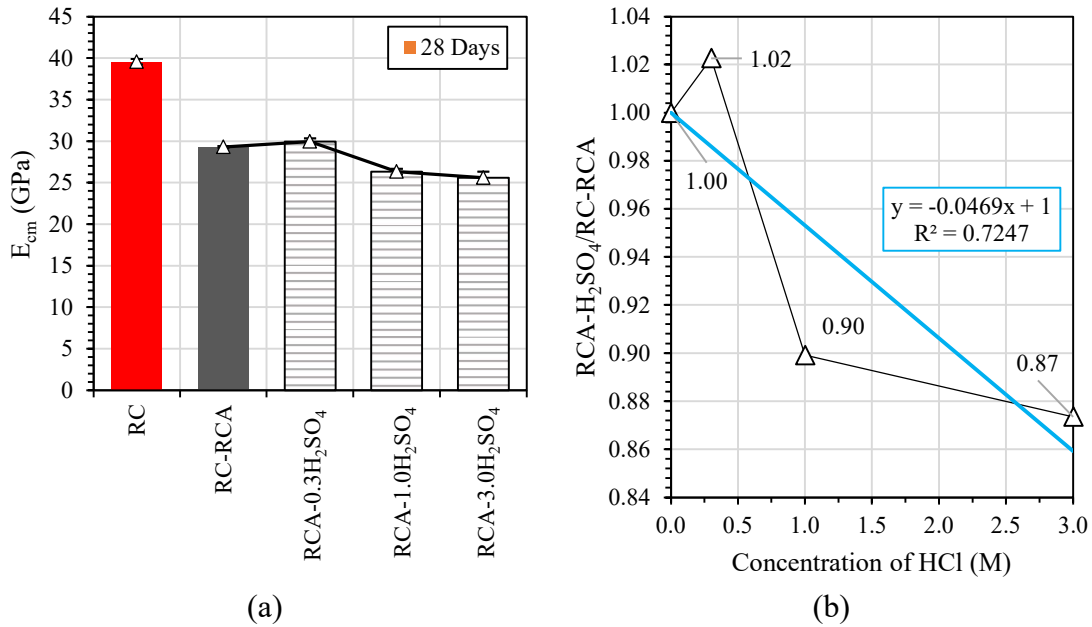 45
40
35
30
25
20
15
10
5
0
E_cm (GPa)
28 Days
RC
RC-RCA
RCA-0.3H₂SO₄
RCA-1.0H₂SO₄
RCA-3.0H₂SO₄
(a)
1.04
1.02
1.00
0.98
0.96
0.94
0.92
0.90
0.88
0.86
0.84
RCA-H₂SO₄/RC-RCA
1.02
1.00
y = -0.0469x + 1
R² = 0.7247
0.90
0.87
0.0 0.5 1.0 1.5 2.0 2.5 3.0
Concentration of HCl (M)
(b)